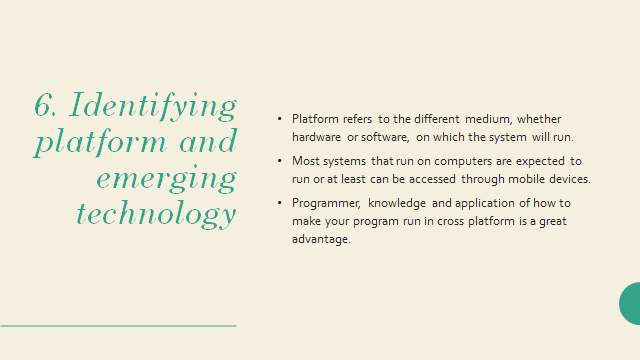 6. Identifying
platform and
emerging
technology
• Platform refers to the different medium, whether
hardware or software, on which the system will run.
• Most systems that run on computers are expected to
run or at least can be accessed through mobile devices.
• Programmer, knowledge and application of how to
make your program run in cross platform is a great
advantage.